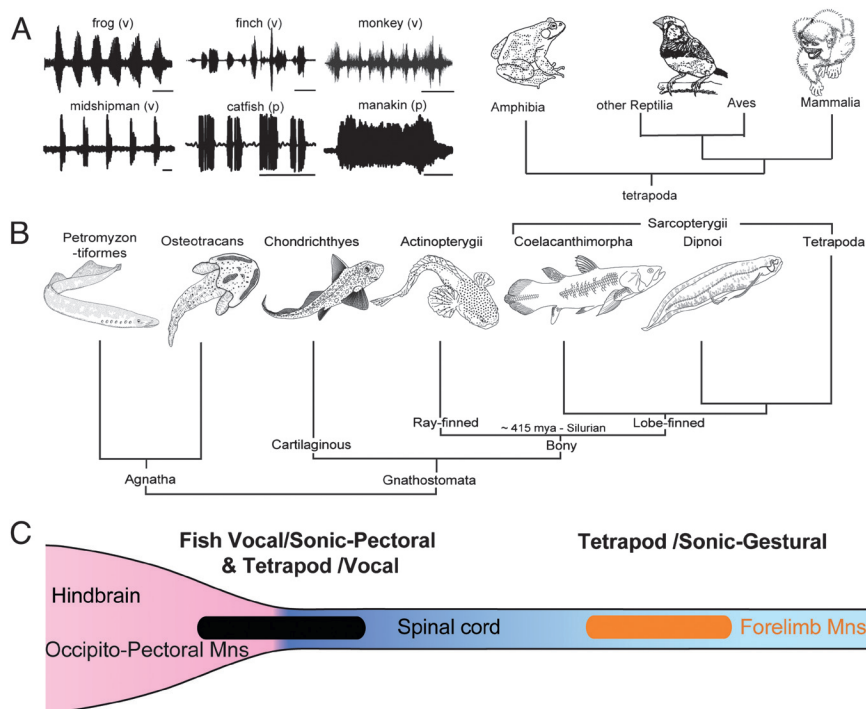 A
frog (v)
finch (v)
monkey (v)
midshipman (v)
catfish (p)
manakin (p)
Amphibia
other Reptilia
Aves
Mammalia
tetrapoda
B
Sarcopterygii
Petromyzon
-tiformes
Osteotracans
Chondrichthyes
Actinopterygii
Coelacanthimorpha
Dipnoi
Tetrapoda
Ray-finned
~ 415 mya - Silurian
Lobe-finned
Cartilaginous
Bony
Agnatha
Gnathostomata
C
Fish Vocal/Sonic-Pectoral
& Tetrapod /Vocal
Tetrapod /Sonic-Gestural
Hindbrain
Spinal cord
Forelimb Mns
Occipito-Pectoral Mns